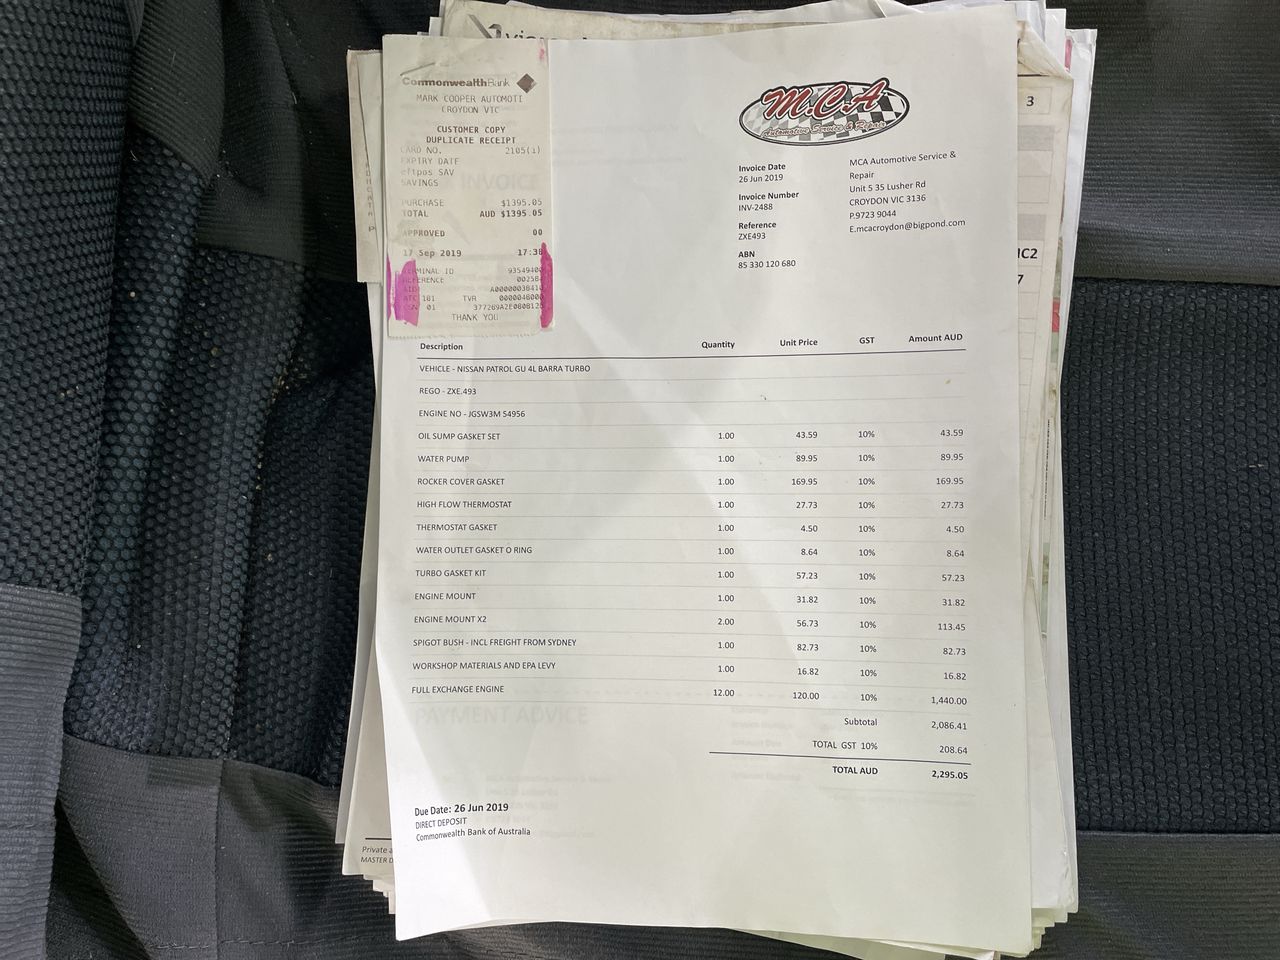 CommonwealthBank
MARK COOPER AUTOMOTI
CROYDON VIC
CUSTOMER COPY
DUPLICATE RECEIPT
CARD NO. 2105(1)
EXPIRY DATE
eftpos SAV
SAVINGS
PURCHASE $1395.05
TOTAL AUD $1395.05
APPROVED 00
17 Sep 2019
TVR
THANK YOU
M.C.A
Automotive Service & Repair
Invoice Date
26 Jun 2019
Invoice Number
INV-2488
Reference
ZXE493
ABN
85 330 120 680
MCA Automotive Service &
Repair
Unit 5 35 Lusher Rd
CROYDON VIC 3136
P.9723 9044
E.mcacroydon@bigpond.com
Description Quantity Unit Price GST Amount AUD
VEHICLE - NISSAN PATROL GU 4L BARRA TURBO
REGO - ZXE.493
ENGINE NO - JGSW3M 54956
OIL SUMP GASKET SET 1.00 43.59 10% 43.59
WATER PUMP 1.00 89.95 10% 89.95
ROCKER COVER GASKET 1.00 169.95 10% 169.95
HIGH FLOW THERMOSTAT 1.00 27.73 10% 27.73
THERMOSTAT GASKET 1.00 4.50 10% 4.50
WATER OUTLET GASKET O RING 1.00 8.64 10% 8.64
TURBO GASKET KIT 1.00 57.23 10% 57.23
ENGINE MOUNT 1.00 31.82 10% 31.82
ENGINE MOUNT X2 2.00 56.73 10% 113.45
SPIGOT BUSH - INCL FREIGHT FROM SYDNEY 1.00 82.73 10% 82.73
WORKSHOP MATERIALS AND EPA LEVY 1.00 16.82 10% 16.82
FULL EXCHANGE ENGINE 12.00 120.00 10% 1,440.00
Subtotal 2,086.41
TOTAL GST 10% 208.64
TOTAL AUD 2,295.05
PAYMENT ADVICE
Due Date: 26 Jun 2019
DIRECT DEPOSIT
Commonwealth Bank of Australia
3
7
Private
MASTER